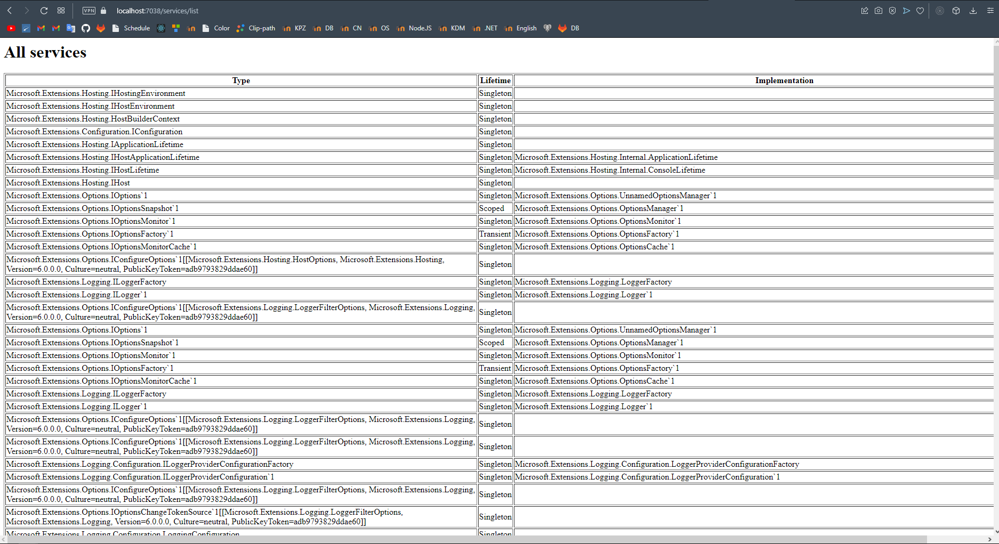 VPN localhost:7038/services/list
Schedule Color Clip-path KPZ DB CN OS NodeJS KDM .NET English DB
All services
Type Lifetime Implementation
Microsoft.Extensions.Hosting.IHostingEnvironment Singleton
Microsoft.Extensions.Hosting.IHostEnvironment Singleton
Microsoft.Extensions.Hosting.HostBuilderContext Singleton
Microsoft.Extensions.Configuration.IConfiguration Singleton
Microsoft.Extensions.Hosting.IApplicationLifetime Singleton
Microsoft.Extensions.Hosting.IHostApplicationLifetime Singleton Microsoft.Extensions.Hosting.Internal.ApplicationLifetime
Microsoft.Extensions.Hosting.IHostLifetime Singleton Microsoft.Extensions.Hosting.Internal.ConsoleLifetime
Microsoft.Extensions.Hosting.IHost Singleton
Microsoft.Extensions.Options.IOptions`1 Singleton Microsoft.Extensions.Options.UnnamedOptionsManager`1
Microsoft.Extensions.Options.IOptionsSnapshot`1 Scoped Microsoft.Extensions.Options.OptionsManager`1
Microsoft.Extensions.Options.IOptionsMonitor`1 Singleton Microsoft.Extensions.Options.OptionsMonitor`1
Microsoft.Extensions.Options.IOptionsFactory`1 Transient Microsoft.Extensions.Options.OptionsFactory`1
Microsoft.Extensions.Options.IOptionsMonitorCache`1 Singleton Microsoft.Extensions.Options.OptionsCache`1
Microsoft.Extensions.Options.IConfigureOptions`1[[Microsoft.Extensions.Hosting.HostOptions, Microsoft.Extensions.Hosting,
Version=6.0.0.0, Culture=neutral, PublicKeyToken=adb9793829ddae60]] Singleton
Microsoft.Extensions.Logging.ILoggerFactory Singleton Microsoft.Extensions.Logging.LoggerFactory
Microsoft.Extensions.Logging.ILogger`1 Singleton Microsoft.Extensions.Logging.Logger`1
Microsoft.Extensions.Options.IConfigureOptions`1[[Microsoft.Extensions.Logging.LoggerFilterOptions, Microsoft.Extensions.Logging,
Version=6.0.0.0, Culture=neutral, PublicKeyToken=adb9793829ddae60]] Singleton
Microsoft.Extensions.Options.IOptions`1 Singleton Microsoft.Extensions.Options.UnnamedOptionsManager`1
Microsoft.Extensions.Options.IOptionsSnapshot`1 Scoped Microsoft.Extensions.Options.OptionsManager`1
Microsoft.Extensions.Options.IOptionsMonitor`1 Singleton Microsoft.Extensions.Options.OptionsMonitor`1
Microsoft.Extensions.Options.IOptionsFactory`1 Transient Microsoft.Extensions.Options.OptionsFactory`1
Microsoft.Extensions.Options.IOptionsMonitorCache`1 Singleton Microsoft.Extensions.Options.OptionsCache`1
Microsoft.Extensions.Logging.ILoggerFactory Singleton Microsoft.Extensions.Logging.LoggerFactory
Microsoft.Extensions.Logging.ILogger`1 Singleton Microsoft.Extensions.Logging.Logger`1
Microsoft.Extensions.Options.IConfigureOptions`1[[Microsoft.Extensions.Logging.LoggerFilterOptions, Microsoft.Extensions.Logging,
Version=6.0.0.0, Culture=neutral, PublicKeyToken=adb9793829ddae60]] Singleton
Microsoft.Extensions.Options.IConfigureOptions`1[[Microsoft.Extensions.Logging.LoggerFilterOptions, Microsoft.Extensions.Logging,
Version=6.0.0.0, Culture=neutral, PublicKeyToken=adb9793829ddae60]] Singleton
Microsoft.Extensions.Logging.Configuration.ILoggerProviderConfigurationFactory Singleton Microsoft.Extensions.Logging.Configuration.LoggerProviderConfigurationFactory
Microsoft.Extensions.Logging.Configuration.ILoggerProviderConfiguration`1 Singleton Microsoft.Extensions.Logging.Configuration.LoggerProviderConfiguration`1
Microsoft.Extensions.Options.IConfigureOptions`1[[Microsoft.Extensions.Logging.LoggerFilterOptions, Microsoft.Extensions.Logging,
Version=6.0.0.0, Culture=neutral, PublicKeyToken=adb9793829ddae60]] Singleton
Microsoft.Extensions.Options.IOptionsChangeTokenSource`1[[Microsoft.Extensions.Logging.LoggerFilterOptions,
Microsoft.Extensions.Logging, Version=6.0.0.0, Culture=neutral, PublicKeyToken=adb9793829ddae60]] Singleton
Microsoft.Extensions.Logging.Configuration.LoggingConfiguration Singleton